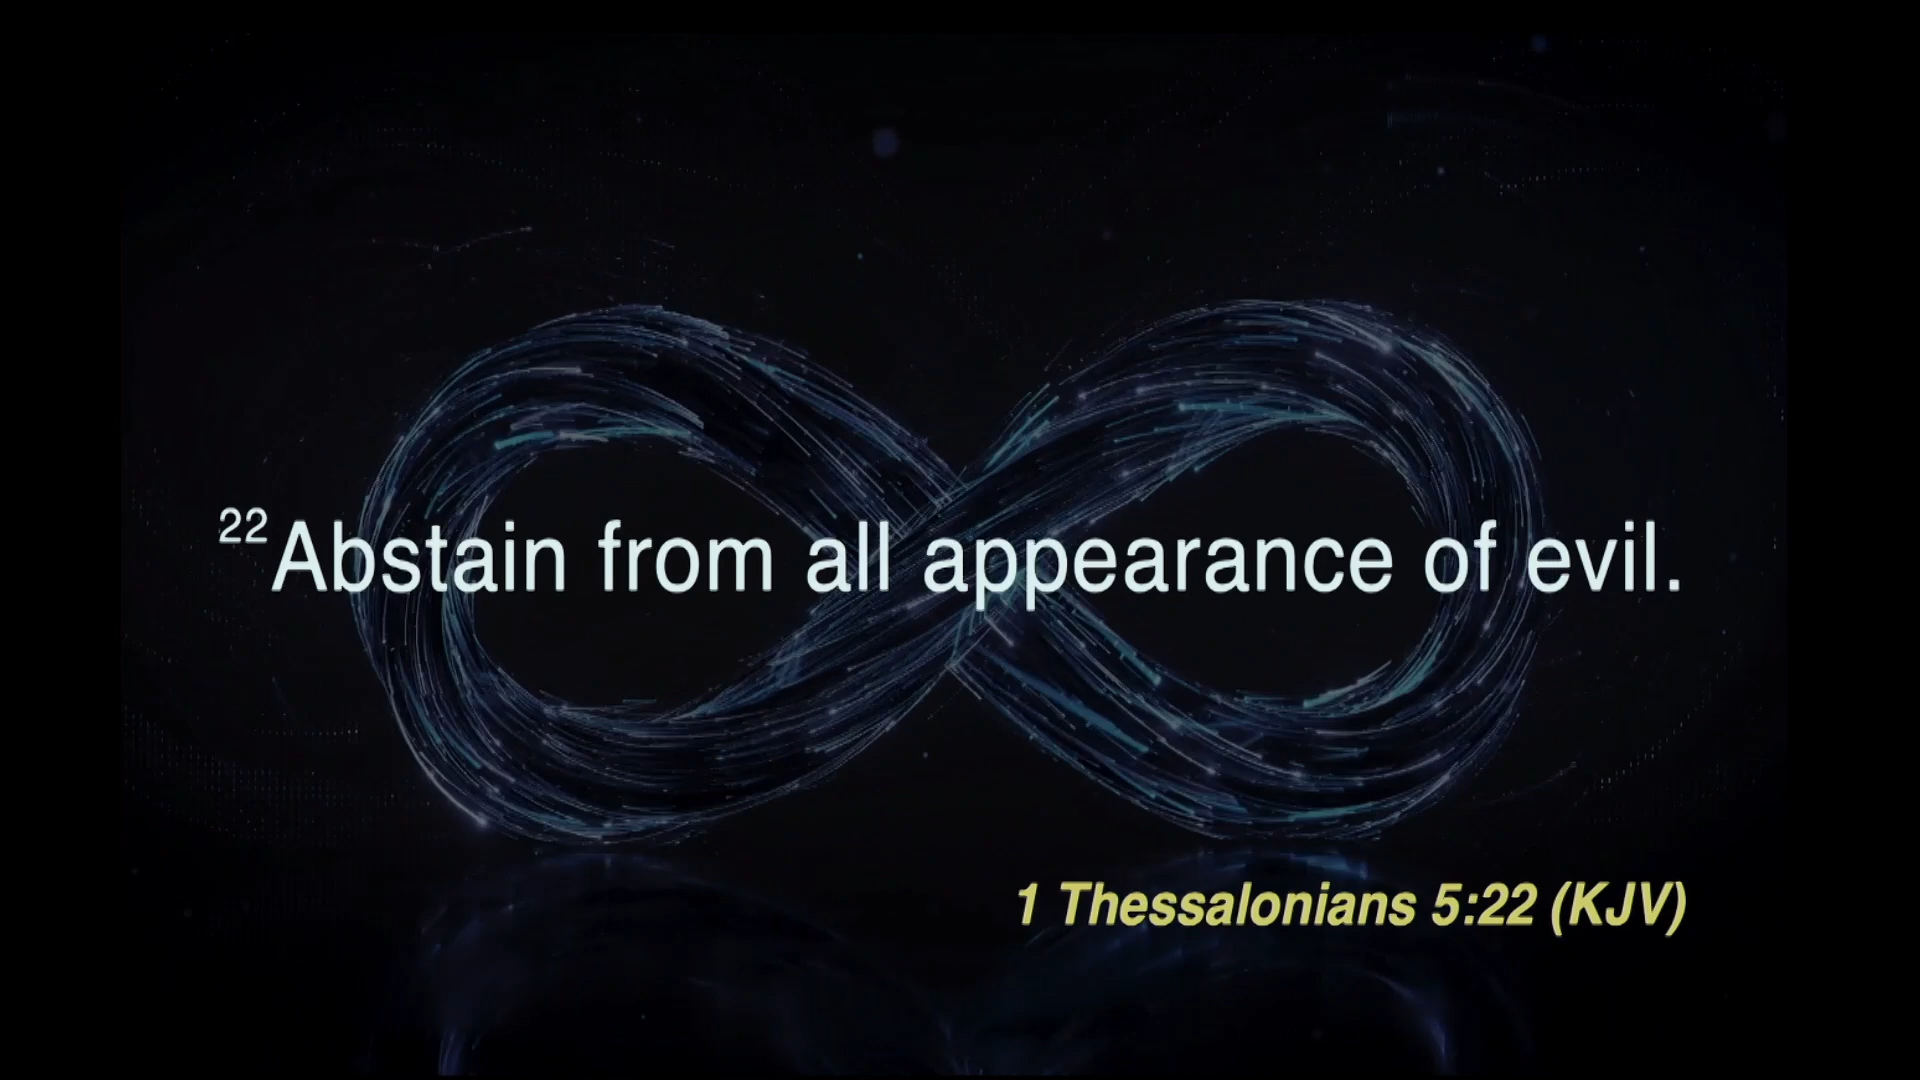 22Abstain from all appearance of evil.
1 Thessalonians 5:22 (KJV)